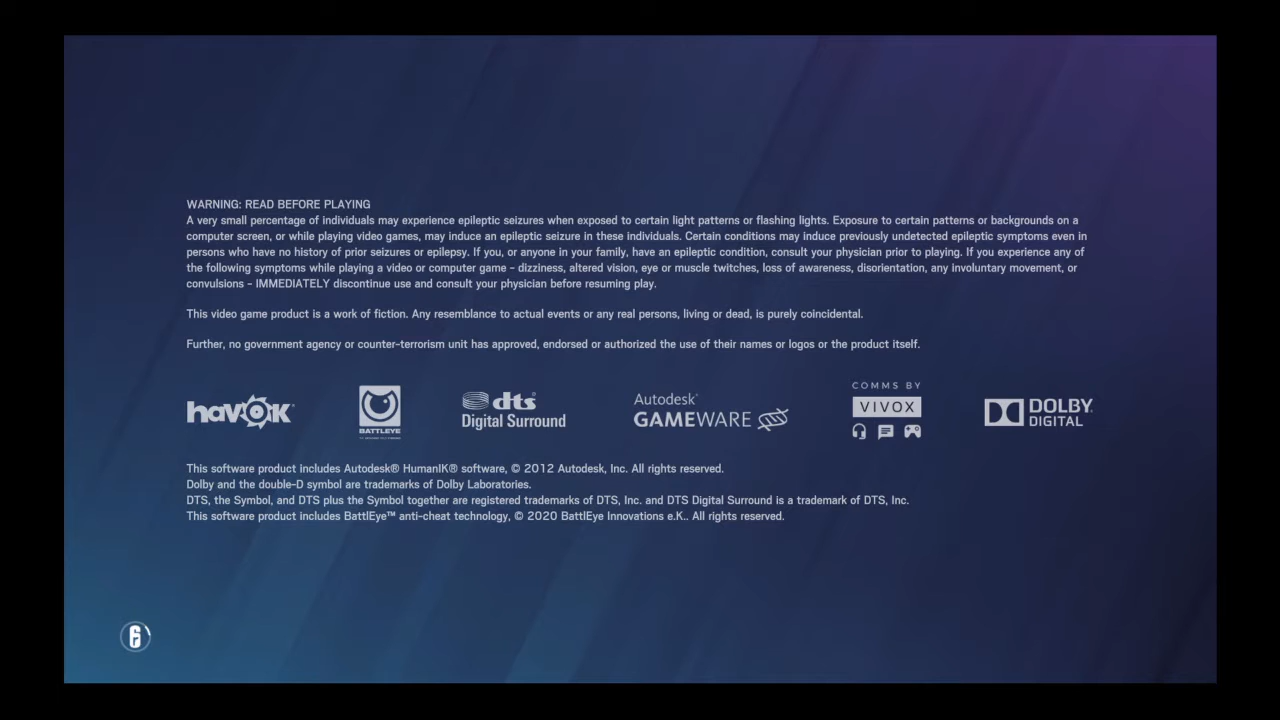 WARNING: READ BEFORE PLAYING
A very small percentage of individuals may experience epileptic seizures when exposed to certain light patterns or flashing lights. Exposure to certain patterns or backgrounds on a
computer screen, or while playing video games, may induce an epileptic seizure in these individuals. Certain conditions may induce previously undetected epileptic symptoms even in
persons who have no history of prior seizures or epilepsy. If you, or anyone in your family, have an epileptic condition, consult your physician prior to playing. If you experience any of
the following symptoms while playing a video or computer game - dizziness, altered vision, eye or muscle twitches, loss of awareness, disorientation, any involuntary movement, or
convulsions - IMMEDIATELY discontinue use and consult your physician before resuming play.
This video game product is a work of fiction. Any resemblance to actual events or any real persons, living or dead, is purely coincidental.
Further, no government agency or counter-terrorism unit has approved, endorsed or authorized the use of their names or logos or the product itself.
havok
BATTLEYE
dts
Digital Surround
Autodesk
GAMEWARE
COMMS BY
VIVOX
DOLBY
DIGITAL
This software product includes Autodesk® HumanIK® software, © 2012 Autodesk, Inc. All rights reserved.
Dolby and the double-D symbol are trademarks of Dolby Laboratories.
DTS, the Symbol, and DTS plus the Symbol together are registered trademarks of DTS, Inc. and DTS Digital Surround is a trademark of DTS, Inc.
This software product includes BattlEye™ anti-cheat technology, © 2020 BattlEye Innovations e.K.. All rights reserved.
6